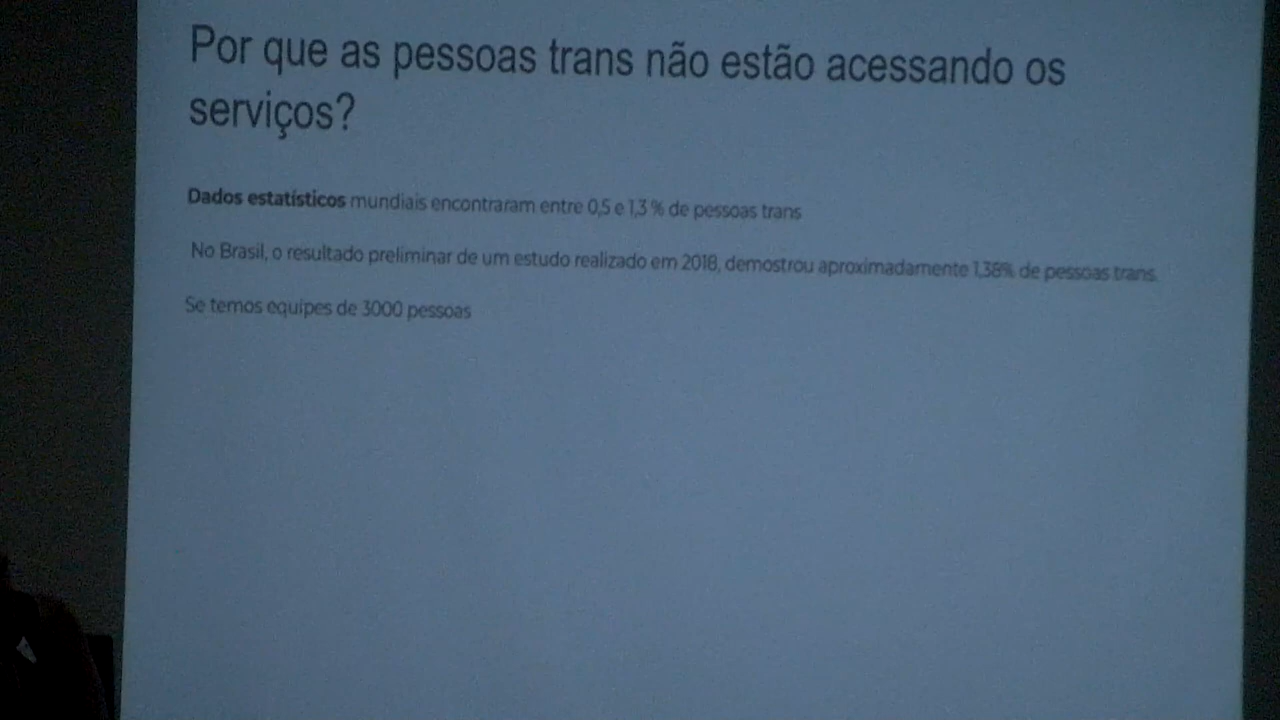 Por que as pessoas trans não estão acessando os
serviços?
Dados estatísticos mundiais encontraram entre 0,5 e 1,3 % de pessoas trans
No Brasil, o resultado preliminar de um estudo realizado em 2018, demostrou aproximadamente 1,38% de pessoas trans.
Se temos equipes de 3000 pessoas